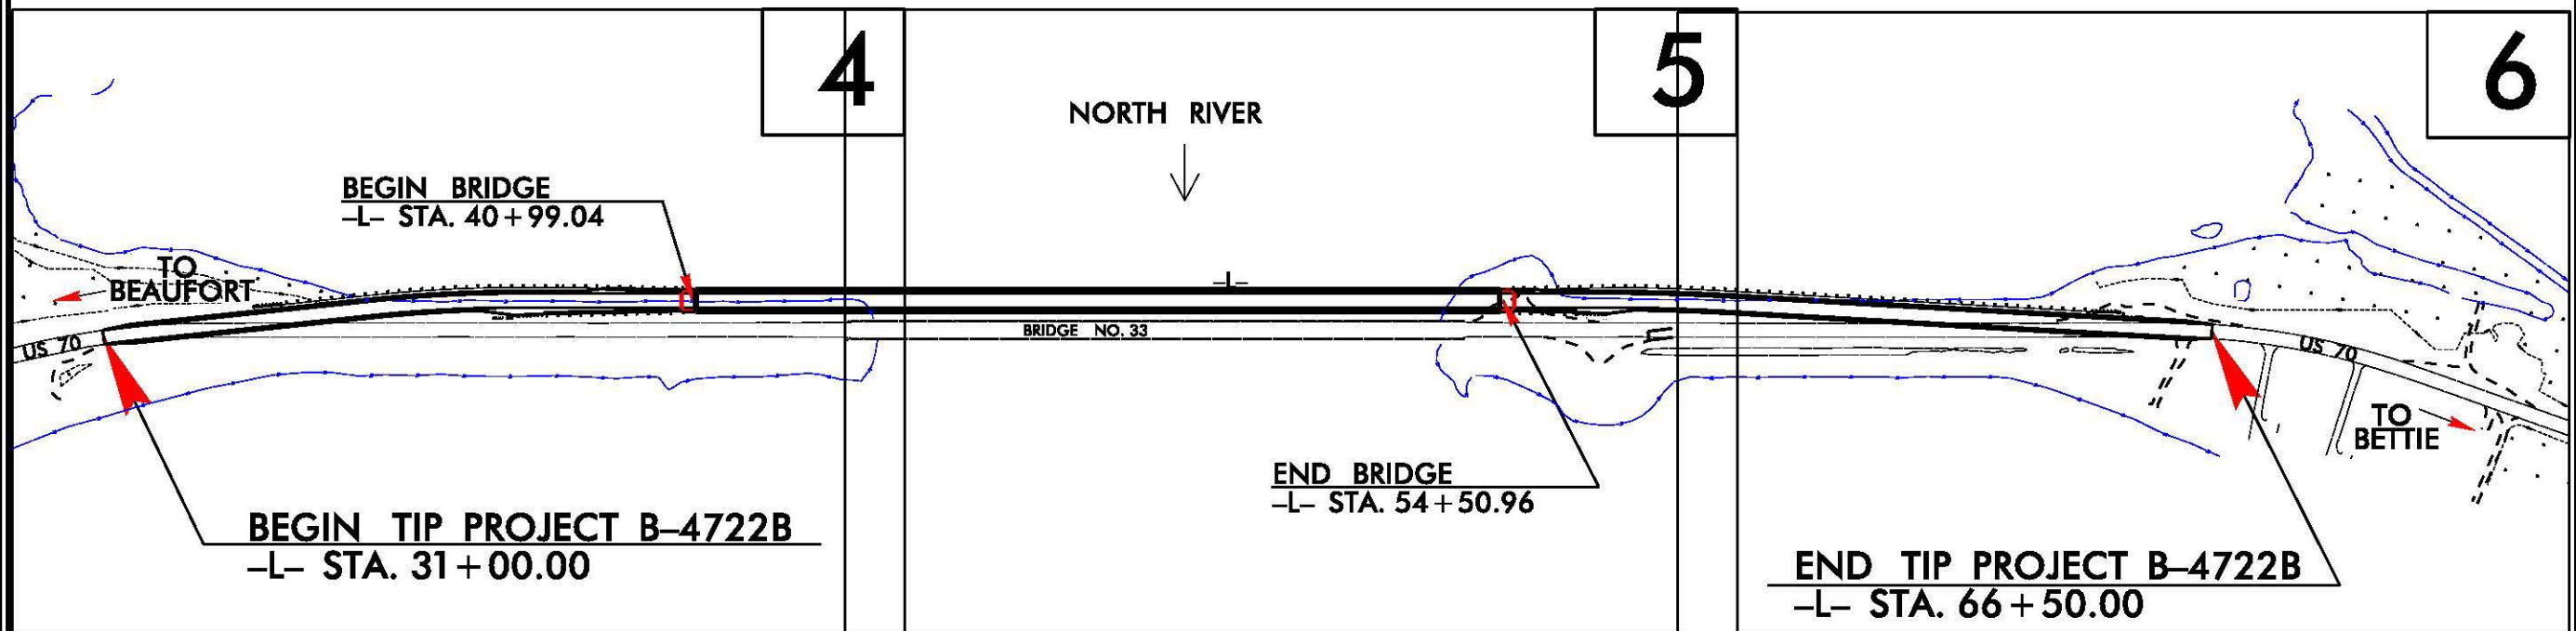 4
5
6
NORTH RIVER
BEGIN BRIDGE
–L– STA. 40+99.04
TO
BEAUFORT
–L–
BRIDGE NO. 33
US 70
US 70
TO
BETTIE
END BRIDGE
–L– STA. 54+50.96
BEGIN TIP PROJECT B–4722B
–L– STA. 31+00.00
END TIP PROJECT B–4722B
–L– STA. 66+50.00